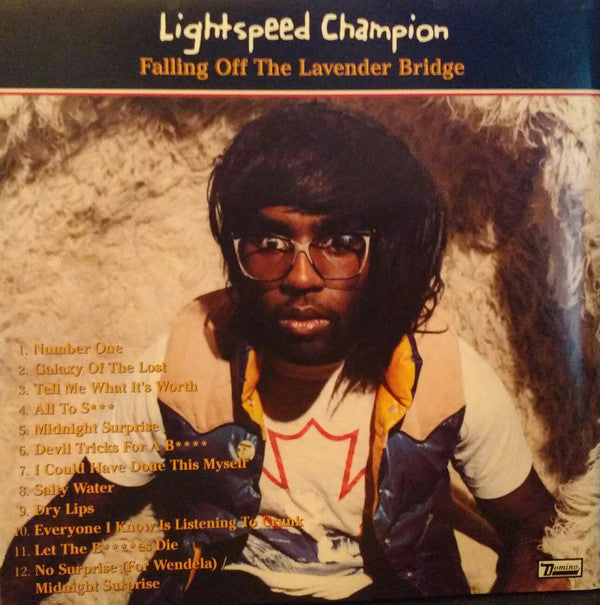 Lightspeed Champion
Falling Off The Lavender Bridge
1. Number One
2. Galaxy Of The Lost
3. Tell Me What It's Worth
4. All To S***
5. Midnight Surprise
6. Devil Tricks For A B****
7. I Could Have Done This Myself
8. Salty Water
9. Dry Lips
10. Everyone I Know Is Listening To Crunk
11. Let The B****es Die
12. No Surprise (For Wendela) /
Midnight Surprise
Domino